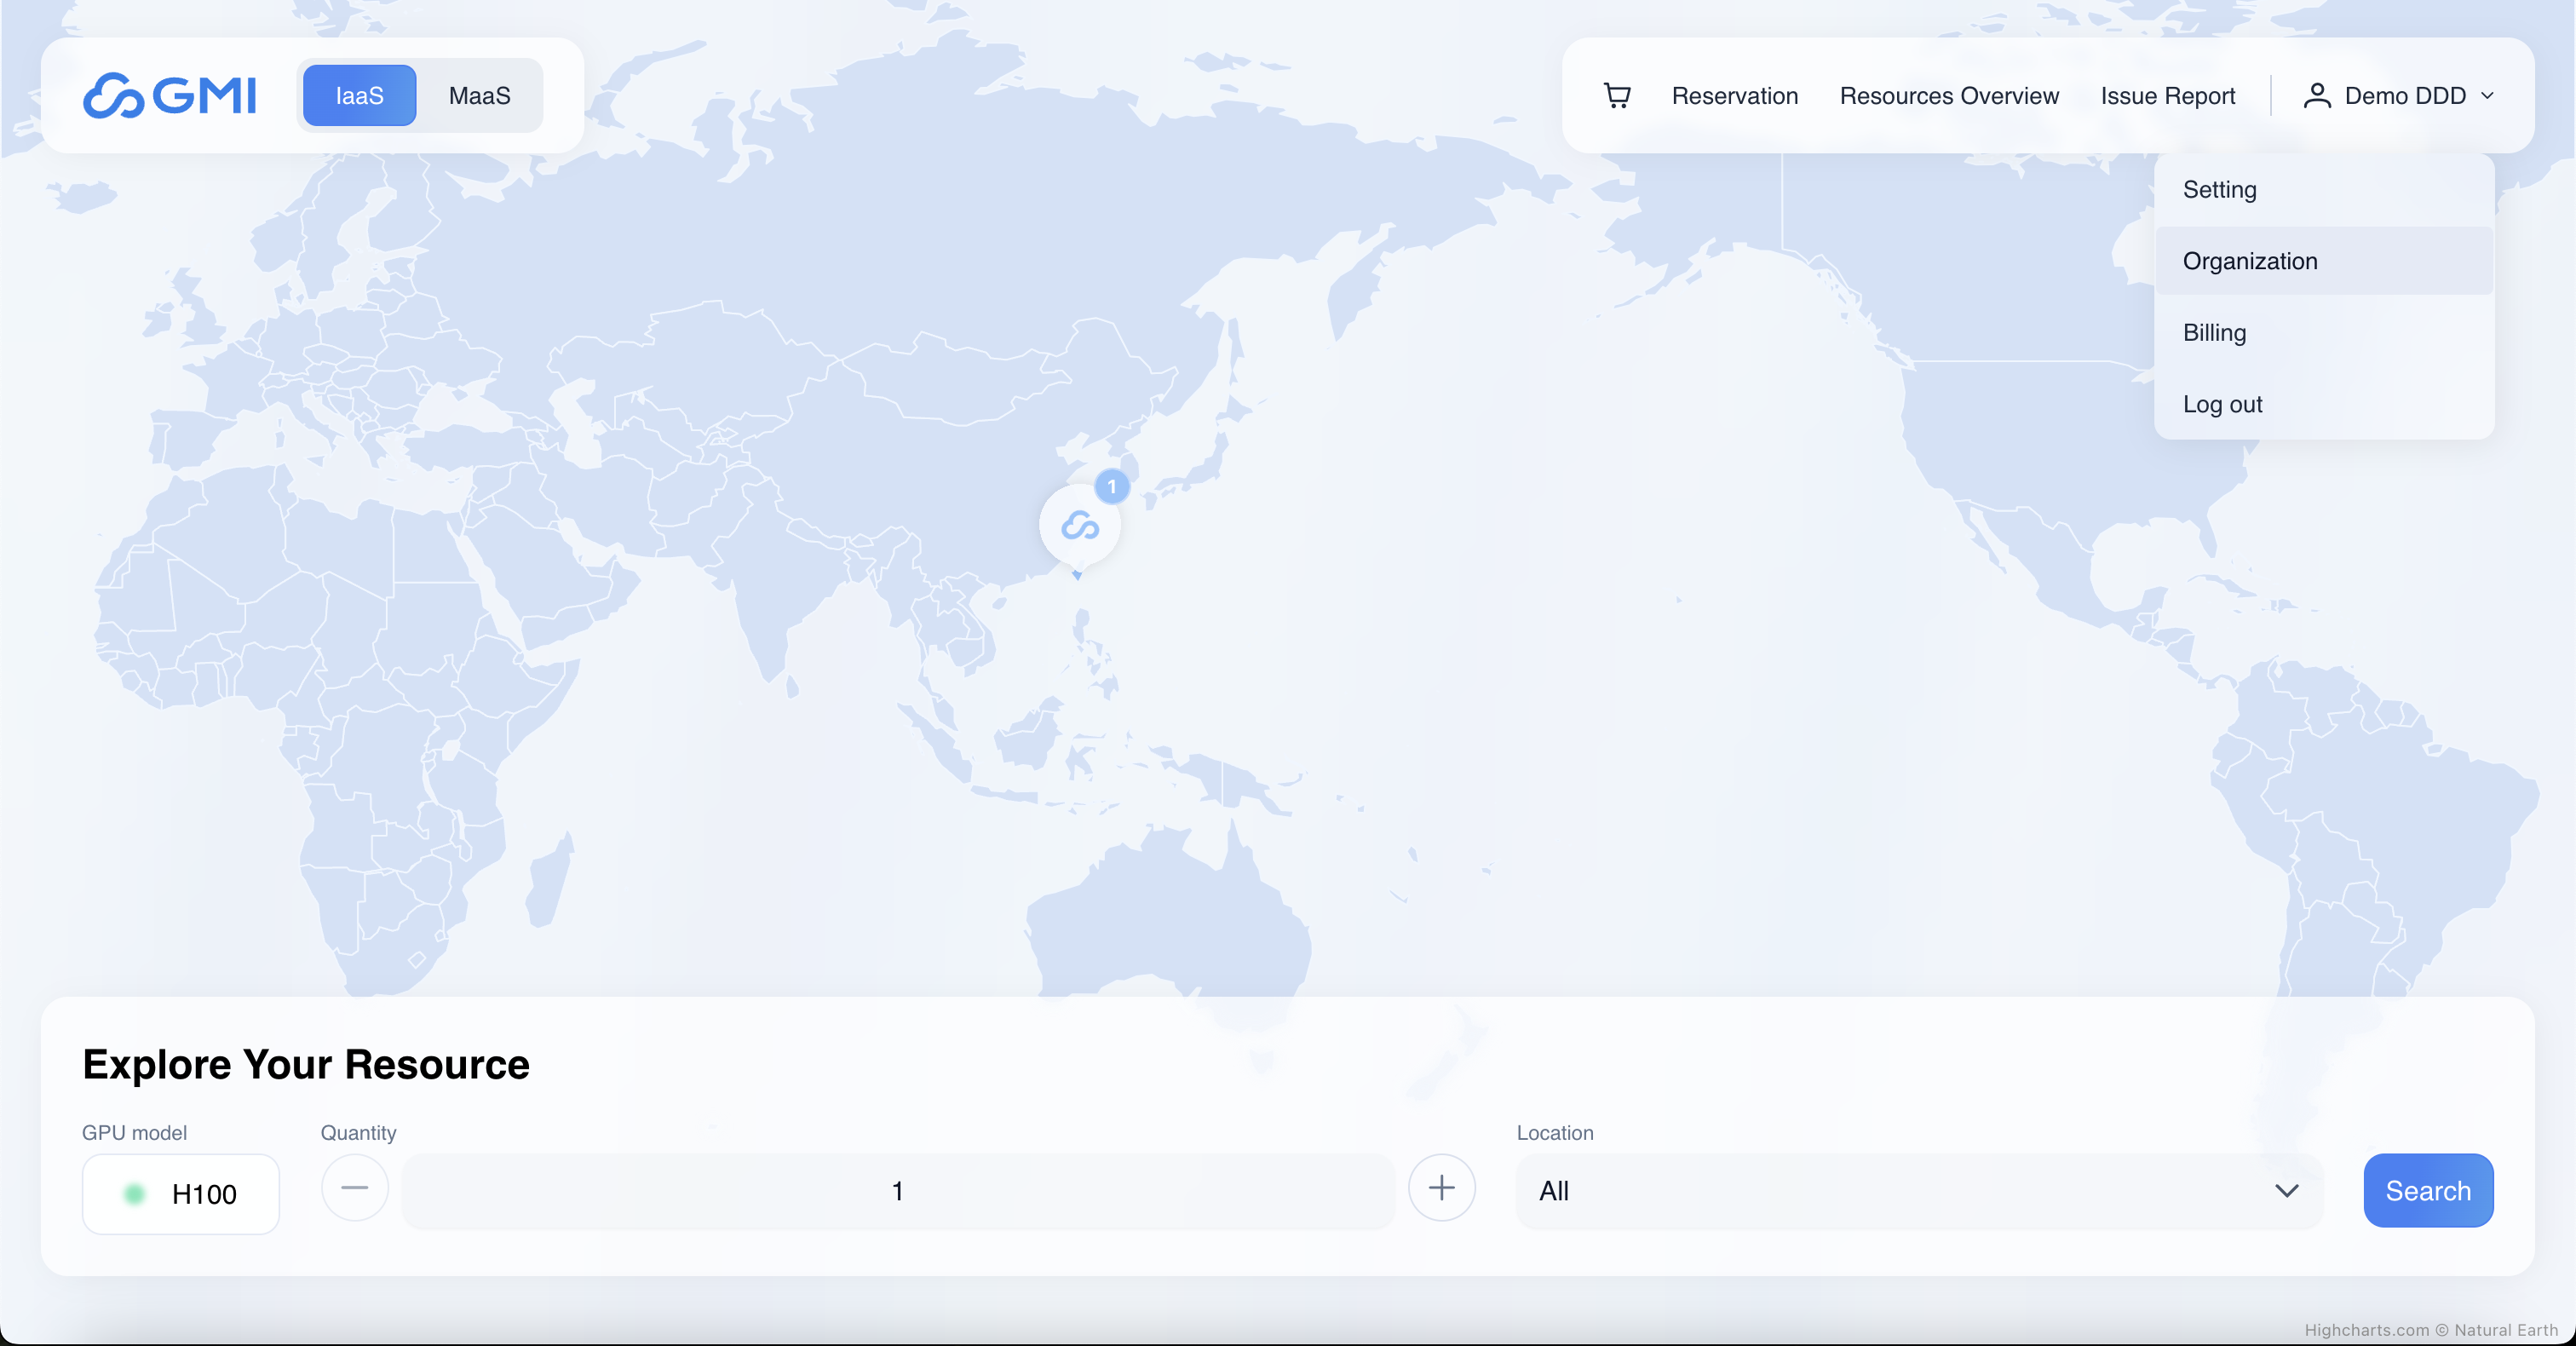 GMI
IaaS MaaS
Reservation Resources Overview Issue Report Demo DDD
Setting
Organization
Billing
Log out
1
Explore Your Resource
GPU model Quantity Location
H100 1 All Search
Highcharts.com © Natural Earth